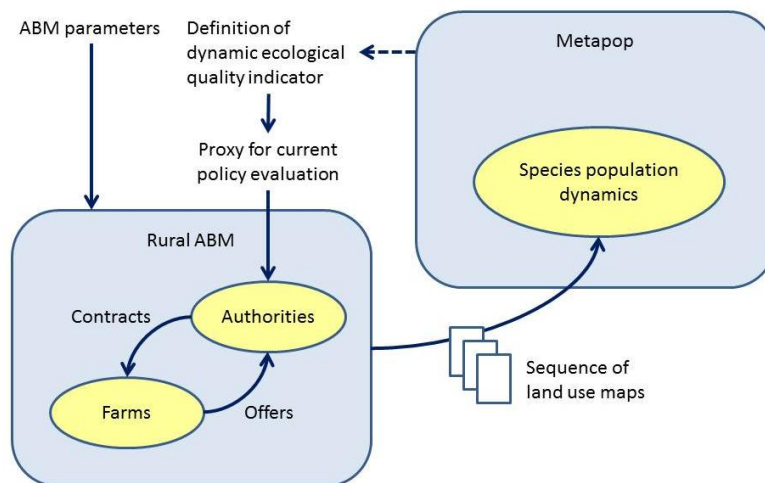 ABM parameters
Definition of
dynamic ecological
quality indicator
Metapop
Proxy for current
policy evaluation
Species population
dynamics
Rural ABM
Contracts
Authorities
Farms
Offers
Sequence of
land use maps